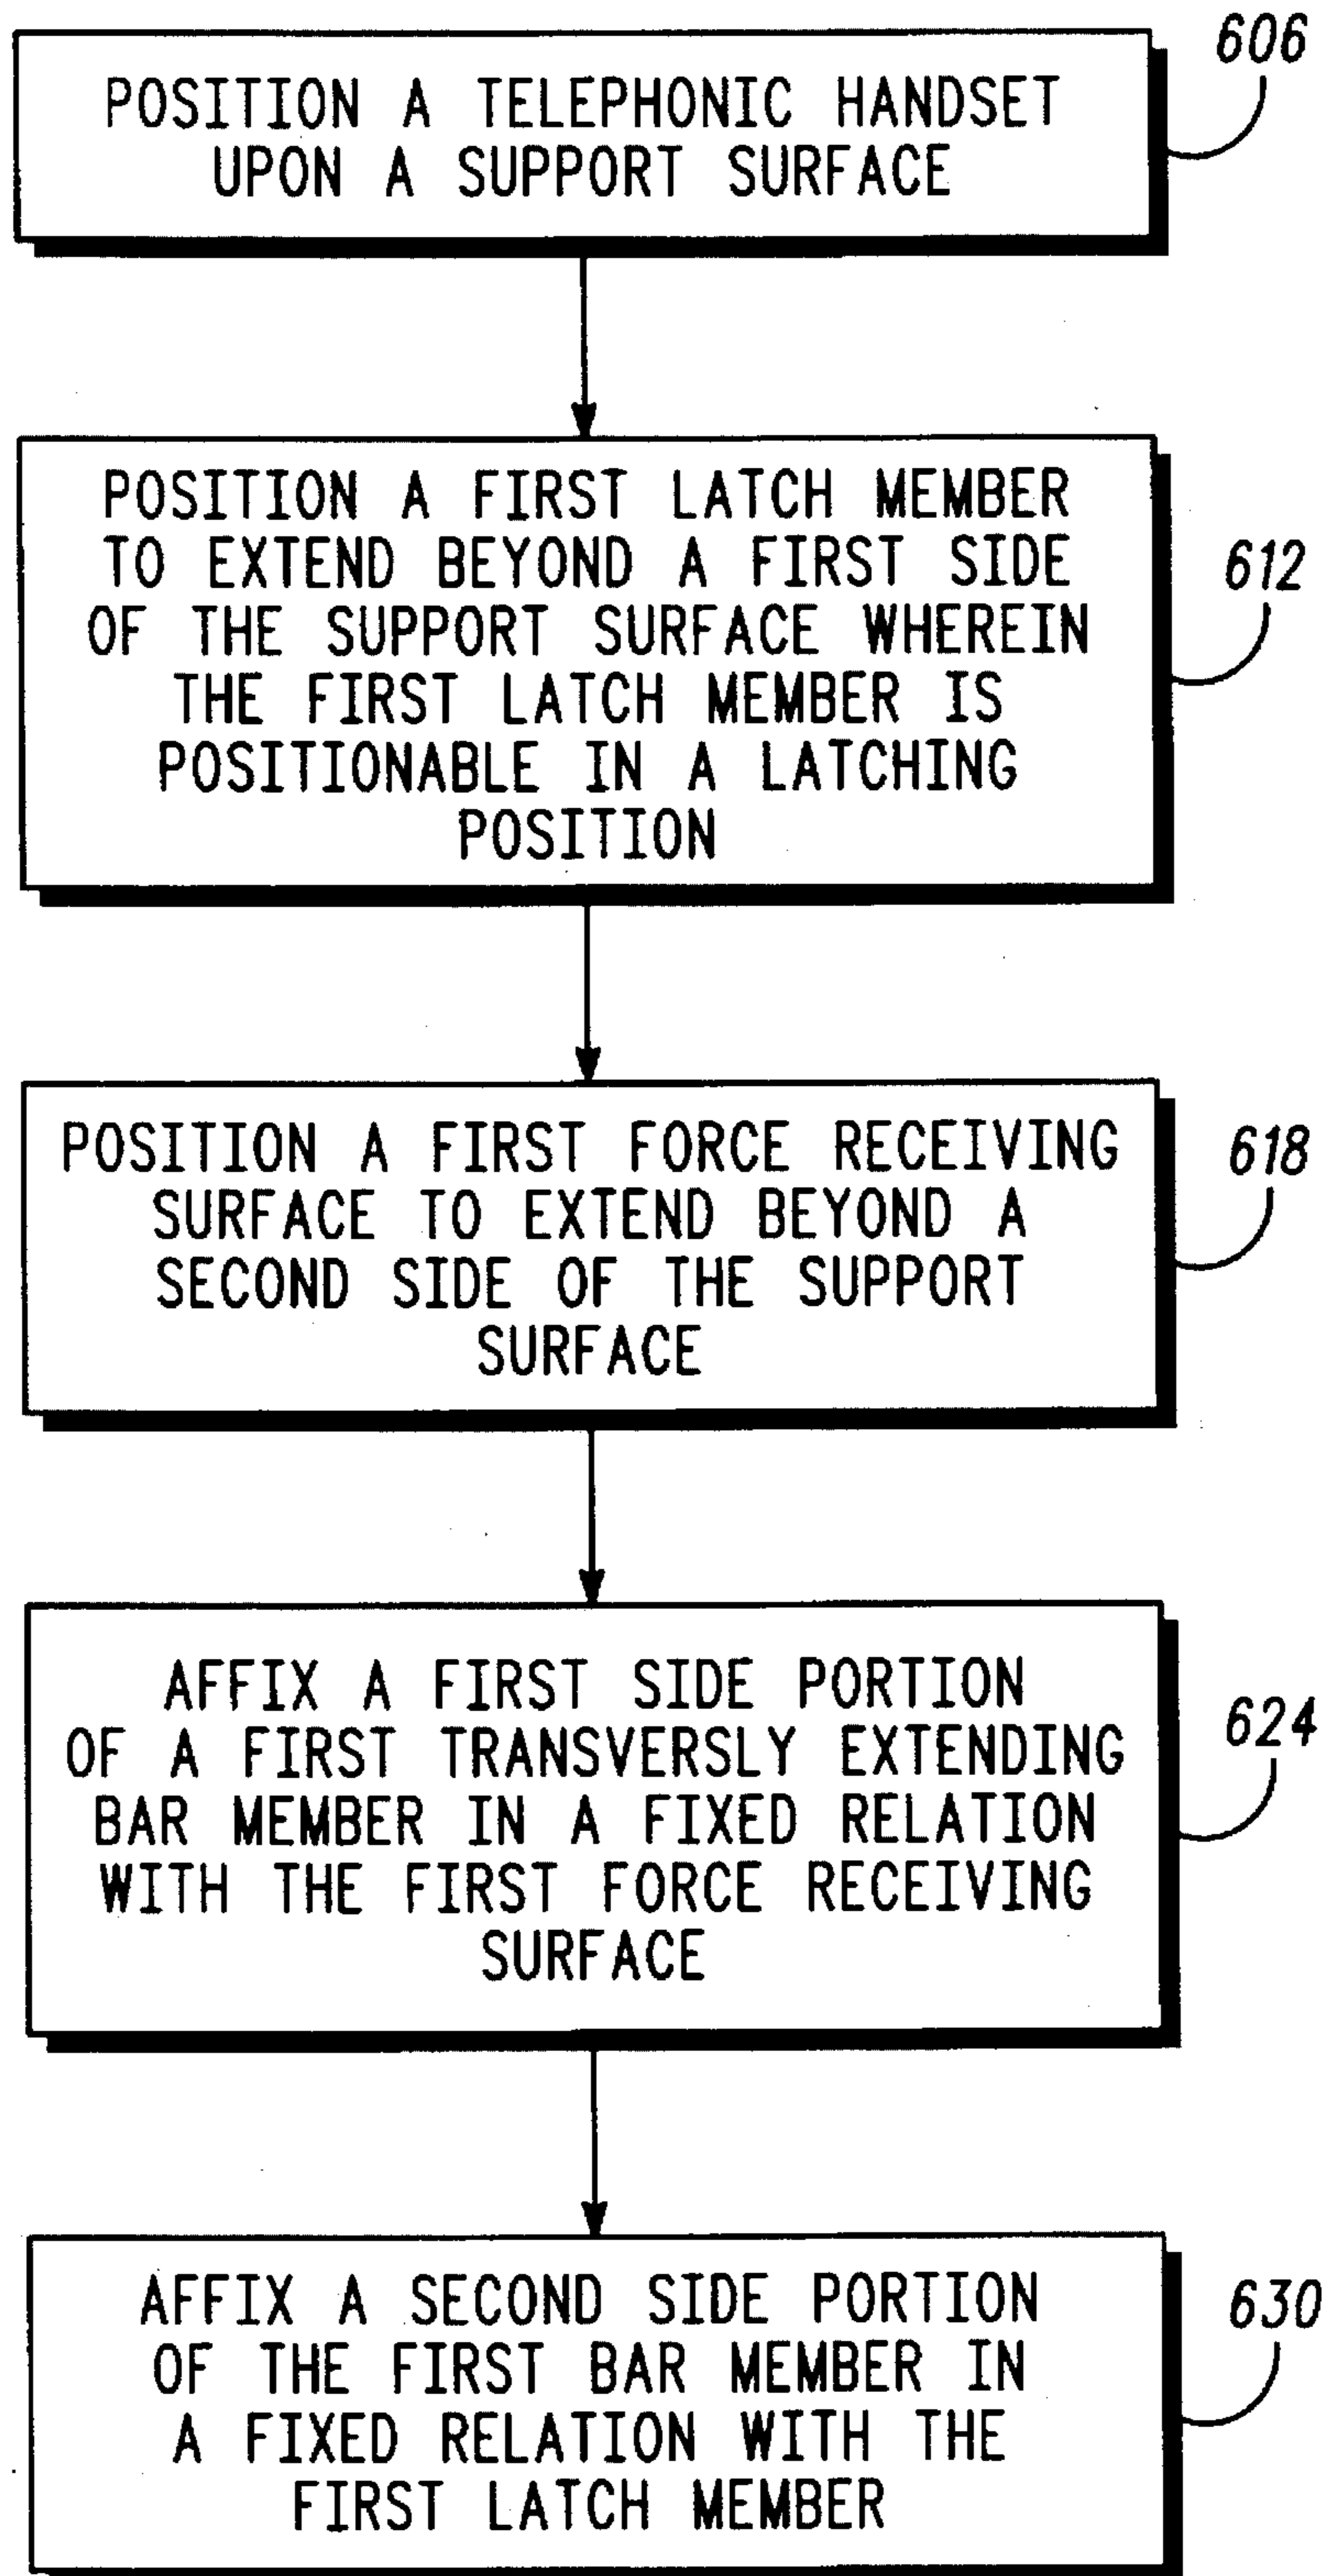 606
POSITION A TELEPHONIC HANDSET
UPON A SUPPORT SURFACE
POSITION A FIRST LATCH MEMBER
TO EXTEND BEYOND A FIRST SIDE
OF THE SUPPORT SURFACE WHEREIN
THE FIRST LATCH MEMBER IS
POSITIONABLE IN A LATCHING
POSITION
612
POSITION A FIRST FORCE RECEIVING
SURFACE TO EXTEND BEYOND A
SECOND SIDE OF THE SUPPORT
SURFACE
618
AFFIX A FIRST SIDE PORTION
OF A FIRST TRANSVERSLY EXTENDING
BAR MEMBER IN A FIXED RELATION
WITH THE FIRST FORCE RECEIVING
SURFACE
624
AFFIX A SECOND SIDE PORTION
OF THE FIRST BAR MEMBER IN
A FIXED RELATION WITH THE
FIRST LATCH MEMBER
630